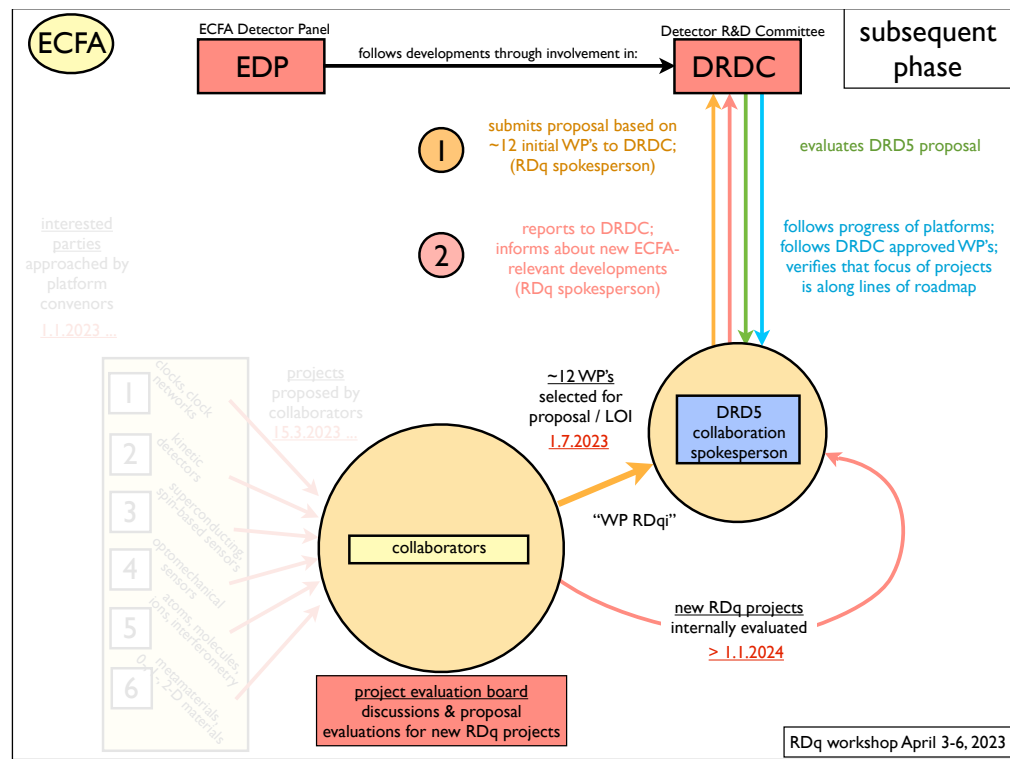 ECFA
ECFA Detector Panel
EDP
follows developments through involvement in:
Detector R&D Committee
DRDC
subsequent
phase
1
submits proposal based on
~12 initial WP's to DRDC;
(RDq spokesperson)
evaluates DRD5 proposal
2
reports to DRDC;
informs about new ECFA-
relevant developments
(RDq spokesperson)
follows progress of platforms;
follows DRDC approved WP's;
verifies that focus of projects
is along lines of roadmap
interested
parties
approached by
platform
convenors
1.1.2023 ...
projects
proposed by
collaborators
15.3.2023 ...
1
clocks, clock
networks
2
kinetic
detectors
3
superconducting,
spin-based sensors
4
optomechanical
sensors
5
atoms, molecules,
ions, interferometry
6
metamaterials,
2-D materials
~12 WP's
selected for
proposal / LOI
1.7.2023
DRD5
collaboration
spokesperson
"WP RDqi"
collaborators
new RDq projects
internally evaluated
> 1.1.2024
project evaluation board
discussions & proposal
evaluations for new RDq projects
RDq workshop April 3-6, 2023